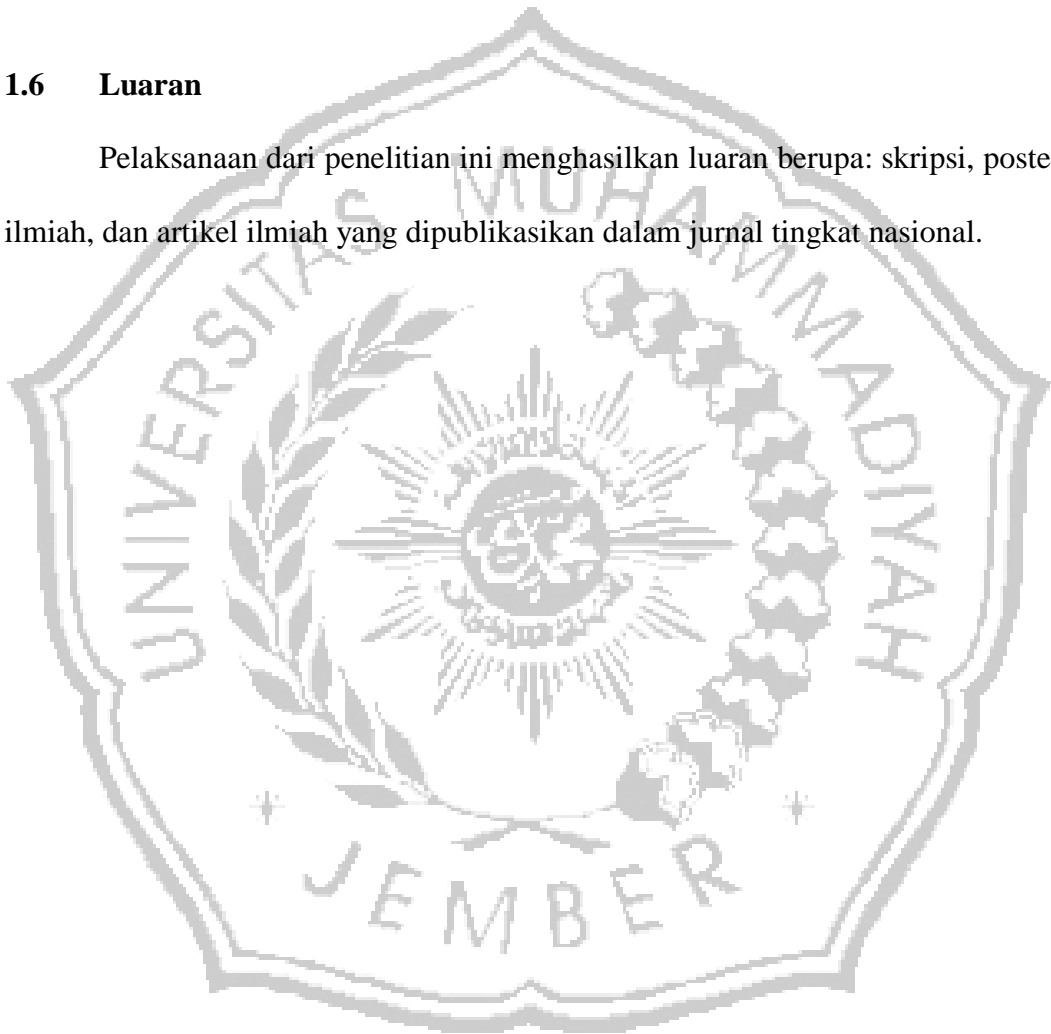 1.6 Luaran
Pelaksanaan dari penelitian ini menghasilkan luaran berupa: skripsi, poste
ilmiah, dan artikel ilmiah yang dipublikasikan dalam jurnal tingkat nasional.
UNIVERSITAS MUHAMMADIYAH
JEMBER